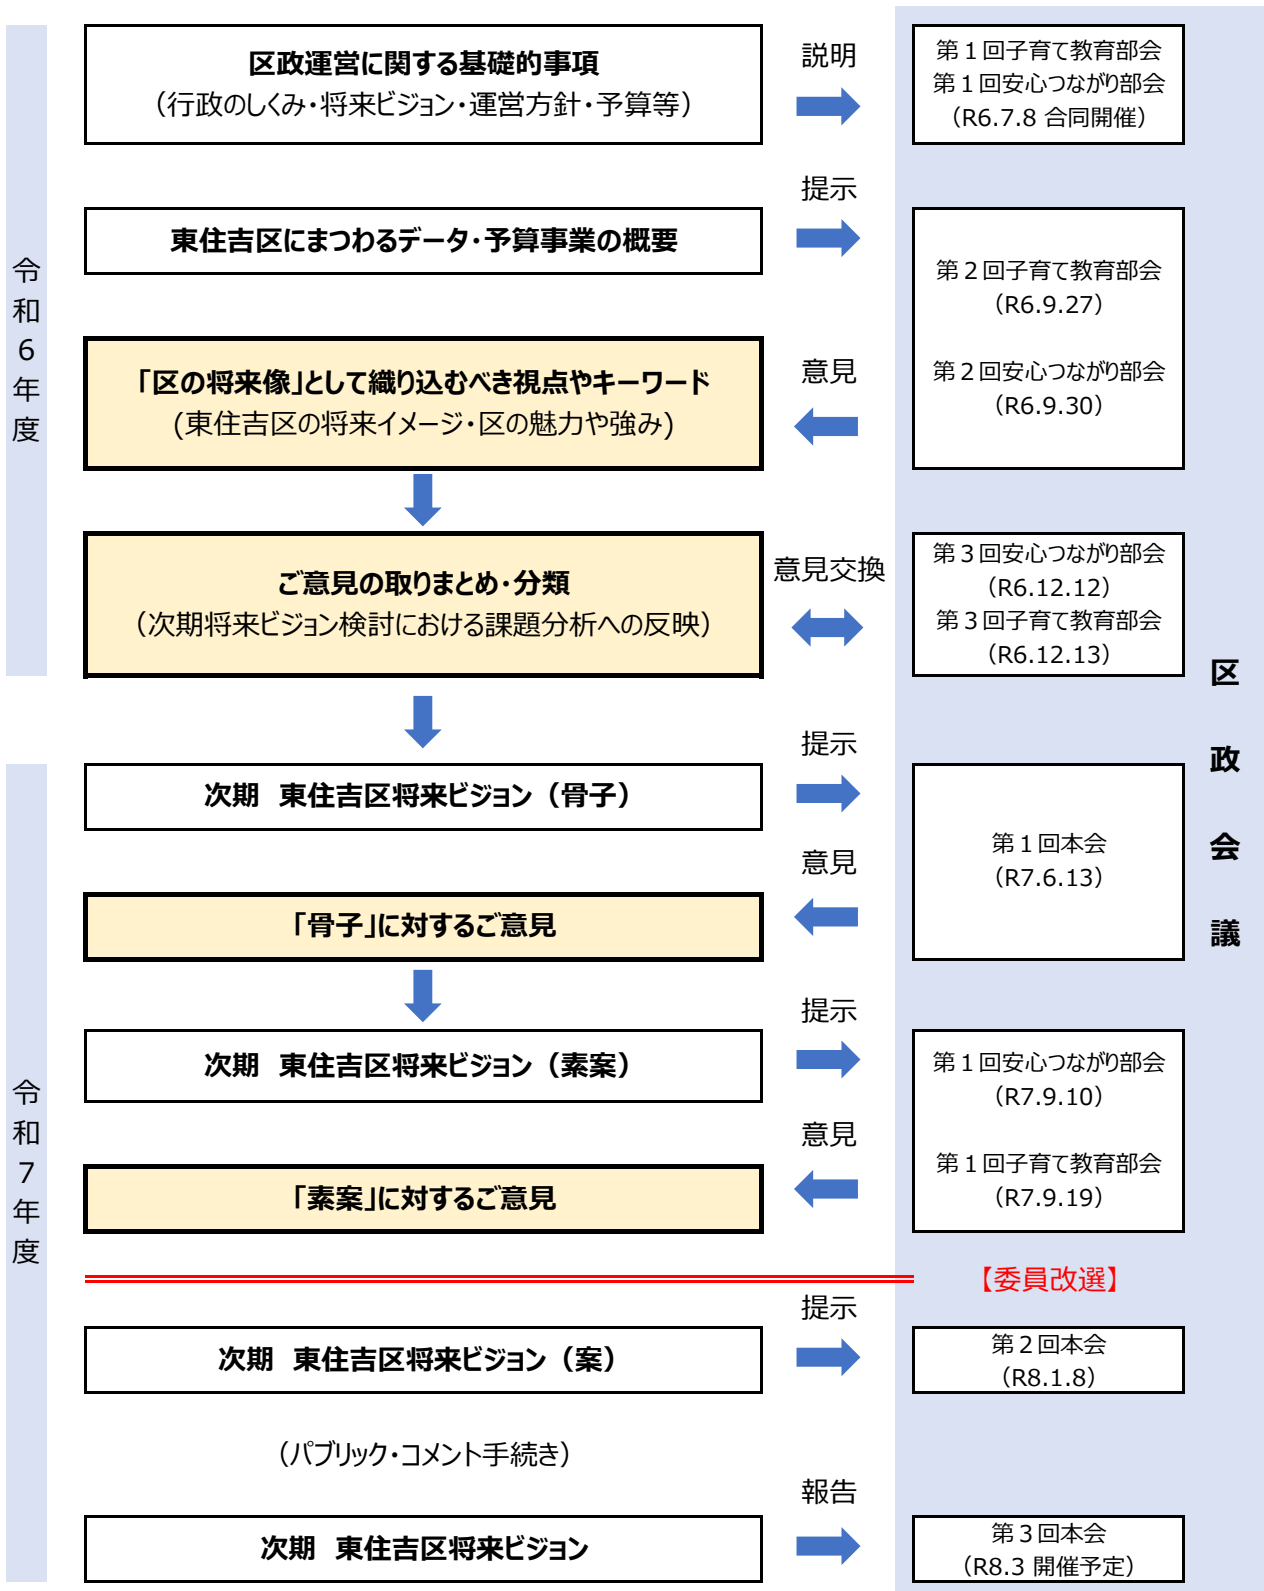 令和6年度
区政運営に関する基礎的事項
（行政のしくみ・将来ビジョン・運営方針・予算等）
説明
第１回子育て教育部会
第１回安心つながり部会
（R6.7.8 合同開催）
東住吉区にまつわるデータ・予算事業の概要
提示
第２回子育て教育部会
（R6.9.27）
第２回安心つながり部会
（R6.9.30）
「区の将来像」として織り込むべき視点やキーワード
(東住吉区の将来イメージ・区の魅力や強み)
意見
ご意見の取りまとめ・分類
（次期将来ビジョン検討における課題分析への反映）
意見交換
第３回安心つながり部会
（R6.12.12）
第３回子育て教育部会
（R6.12.13）
区政会議
令和7年度
次期　東住吉区将来ビジョン（骨子）
提示
第１回本会
（R7.6.13）
「骨子」に対するご意見
意見
次期　東住吉区将来ビジョン（素案）
提示
第１回安心つながり部会
（R7.9.10）
第１回子育て教育部会
（R7.9.19）
「素案」に対するご意見
意見
【委員改選】
次期　東住吉区将来ビジョン（案）
提示
第２回本会
（R8.1.8）
（パブリック・コメント手続き）
次期　東住吉区将来ビジョン
報告
第３回本会
（R8.3 開催予定）